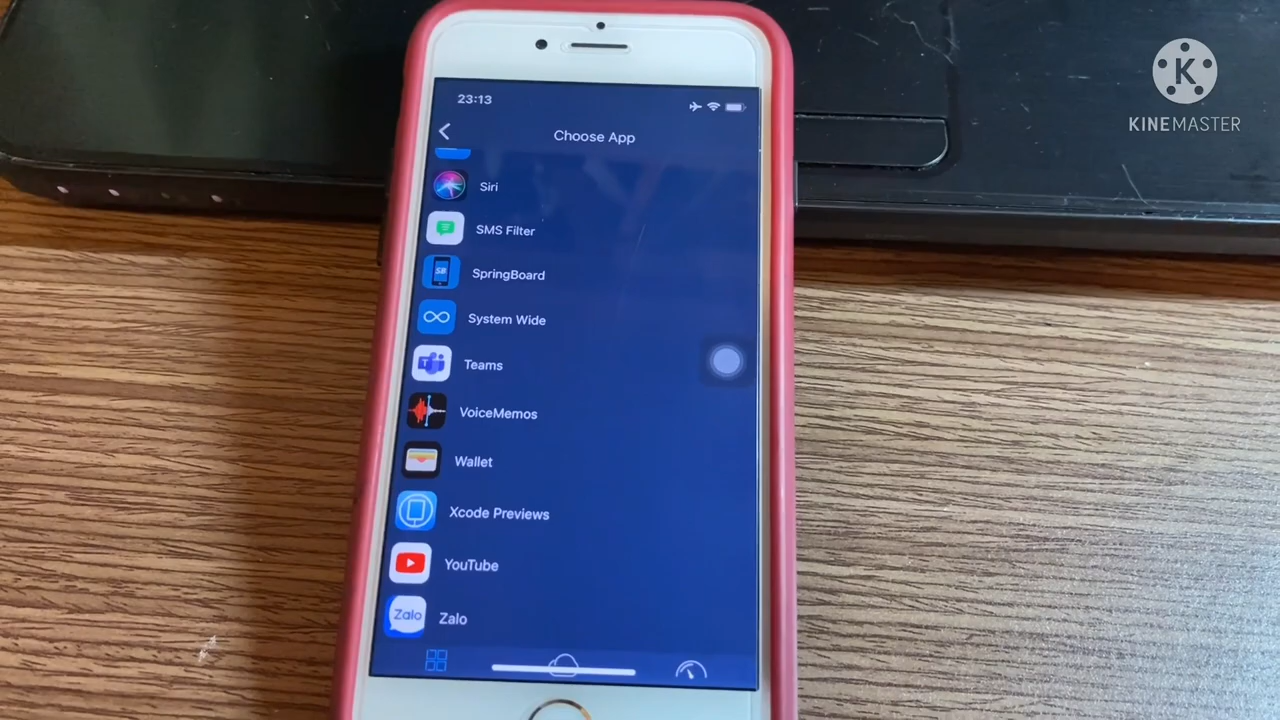 23:13
Choose App
Siri
SMS Filter
SB
SpringBoard
System Wide
T
Teams
VoiceMemos
Wallet
Xcode Previews
YouTube
Zalo
Zalo
K
KINEMASTER